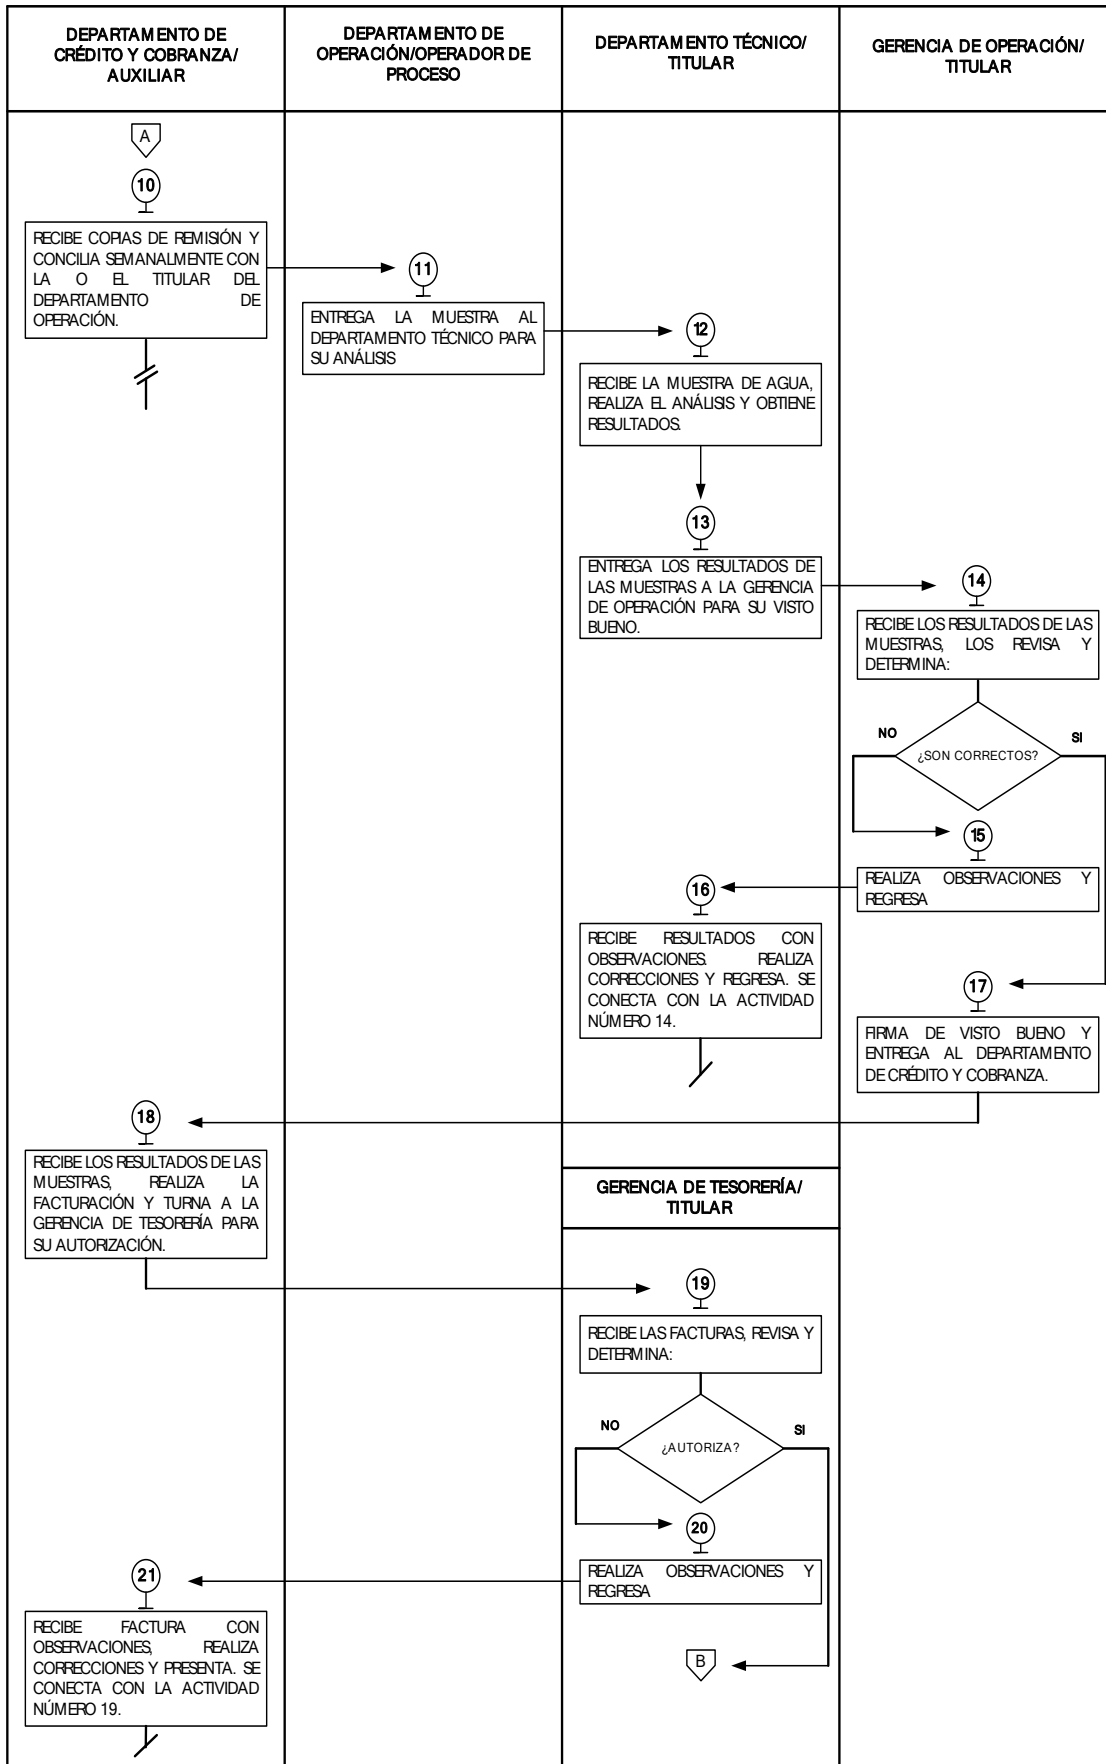 DEPARTAMENTO DE
CRÉDITO Y COBRANZA/
AUXILIAR
DEPARTAMENTO DE
OPERACIÓN/OPERADOR DE
PROCESO
DEPARTAMENTO TÉCNICO/
TITULAR
GERENCIA DE OPERACIÓN/
TITULAR
A
10
RECIBE COPIAS DE REMISIÓN Y
CONCILIA SEMANALMENTE CON
LA O EL TITULAR DEL
DEPARTAMENTO DE
OPERACIÓN.
11
ENTREGA LA MUESTRA AL
DEPARTAMENTO TÉCNICO PARA
SU ANÁLISIS
12
RECIBE LA MUESTRA DE AGUA,
REALIZA EL ANÁLISIS Y OBTIENE
RESULTADOS.
13
ENTREGA LOS RESULTADOS DE
LAS MUESTRAS A LA GERENCIA
DE OPERACIÓN PARA SU VISTO
BUENO.
14
RECIBE LOS RESULTADOS DE LAS
MUESTRAS, LOS REVISA Y
DETERMINA:
NO
SI
¿SON CORRECTOS?
15
REALIZA OBSERVACIONES Y
REGRESA
16
RECIBE RESULTADOS CON
OBSERVACIONES. REALIZA
CORRECCIONES Y REGRESA. SE
CONECTA CON LA ACTIVIDAD
NÚMERO 14.
17
FIRMA DE VISTO BUENO Y
ENTREGA AL DEPARTAMENTO
DE CRÉDITO Y COBRANZA.
18
RECIBE LOS RESULTADOS DE LAS
MUESTRAS, REALIZA LA
FACTURACIÓN Y TURNA A LA
GERENCIA DE TESORERÍA PARA
SU AUTORIZACIÓN.
GERENCIA DE TESORERÍA/
TITULAR
19
RECIBE LAS FACTURAS, REVISA Y
DETERMINA:
NO
SI
¿AUTORIZA?
20
REALIZA OBSERVACIONES Y
REGRESA
21
RECIBE FACTURA CON
OBSERVACIONES, REALIZA
CORRECCIONES Y PRESENTA. SE
CONECTA CON LA ACTIVIDAD
NÚMERO 19.
B